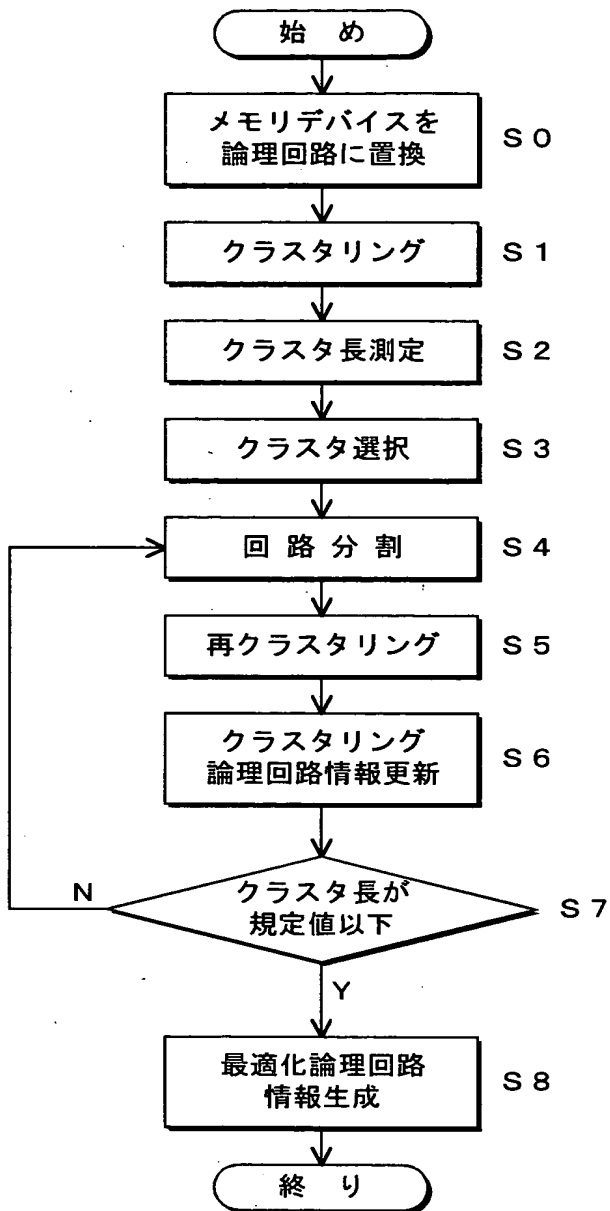 始 め
メモリデバイスを
論理回路に置換
S0
クラスタリング
S1
クラスタ長測定
S2
クラスタ選択
S3
回 路 分 割
S4
再クラスタリング
S5
クラスタリング
論理回路情報更新
S6
クラスタ長が
規定値以下
S7
N
Y
最適化論理回路
情報生成
S8
終 り